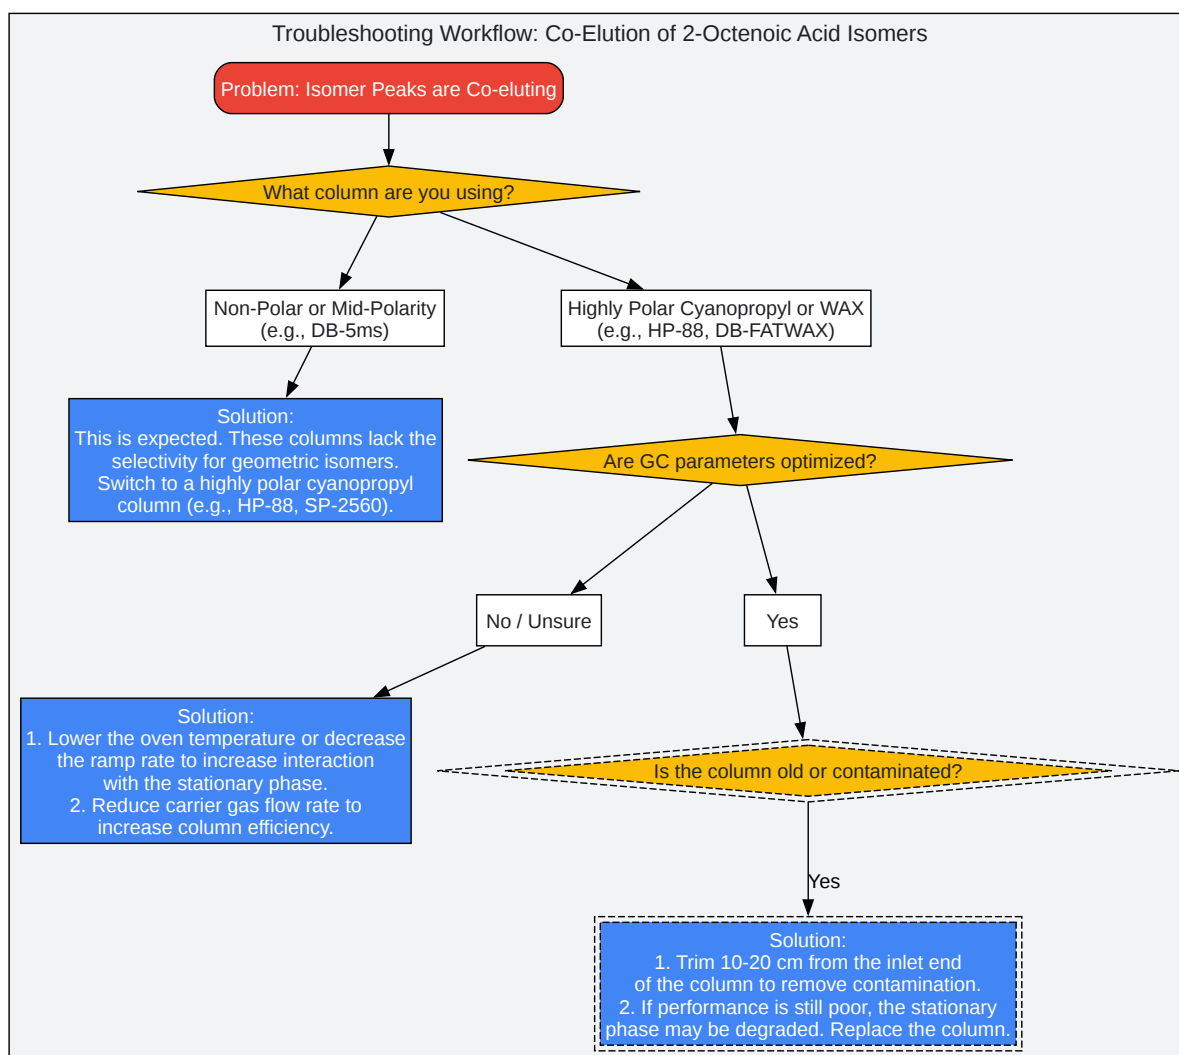 Troubleshooting Workflow: Co-Elution of 2-Octenoic Acid Isomers
Problem: Isomer Peaks are Co-eluting
What column are you using?
Non-Polar or Mid-Polarity
(e.g., DB-5ms)
Highly Polar Cyanopropyl or WAX
(e.g., HP-88, DB-FATWAX)
Solution:
This is expected. These columns lack the
selectivity for geometric isomers.
Switch to a highly polar cyanopropyl
column (e.g., HP-88, SP-2560).
Are GC parameters optimized?
No / Unsure
Yes
Solution:
1. Lower the oven temperature or decrease
the ramp rate to increase interaction
with the stationary phase.
2. Reduce carrier gas flow rate to
increase column efficiency.
Is the column old or contaminated?
Yes
Solution:
1. Trim 10-20 cm from the inlet end
of the column to remove contamination.
2. If performance is still poor, the stationary
phase may be degraded. Replace the column.